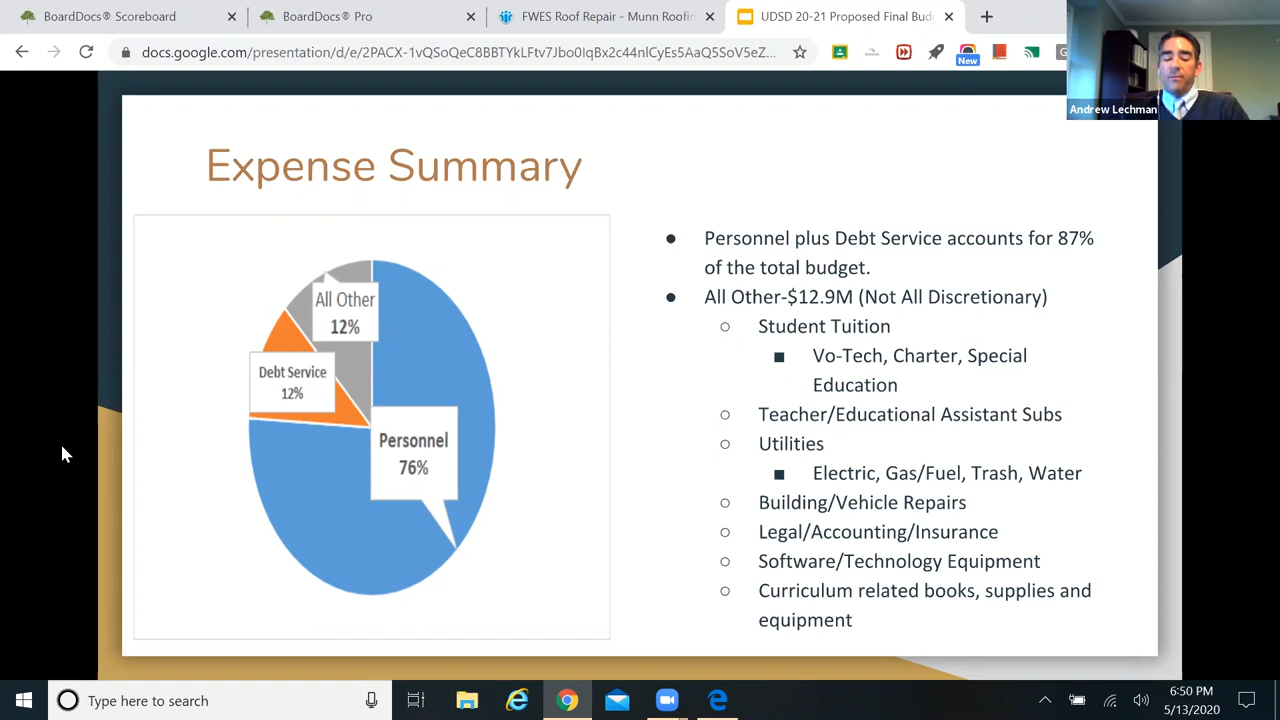 BoardDocs® Scoreboard
BoardDocs® Pro
FWES Roof Repair - Munn Roofin
UDSD 20-21 Proposed Final Bud
docs.google.com/presentation/d/e/2PACX-1vQSoQeC8BBTYkLFtv7Jbo0IqBx2c44nlCyEs5AaQ5SoV5eZ...
New
Andrew Lechman
Expense Summary
All Other
12%
Debt Service
12%
Personnel
76%
● Personnel plus Debt Service accounts for 87%
of the total budget.
● All Other-$12.9M (Not All Discretionary)
○ Student Tuition
■ Vo-Tech, Charter, Special
Education
○ Teacher/Educational Assistant Subs
○ Utilities
■ Electric, Gas/Fuel, Trash, Water
○ Building/Vehicle Repairs
○ Legal/Accounting/Insurance
○ Software/Technology Equipment
○ Curriculum related books, supplies and
equipment
Type here to search
6:50 PM
5/13/2020